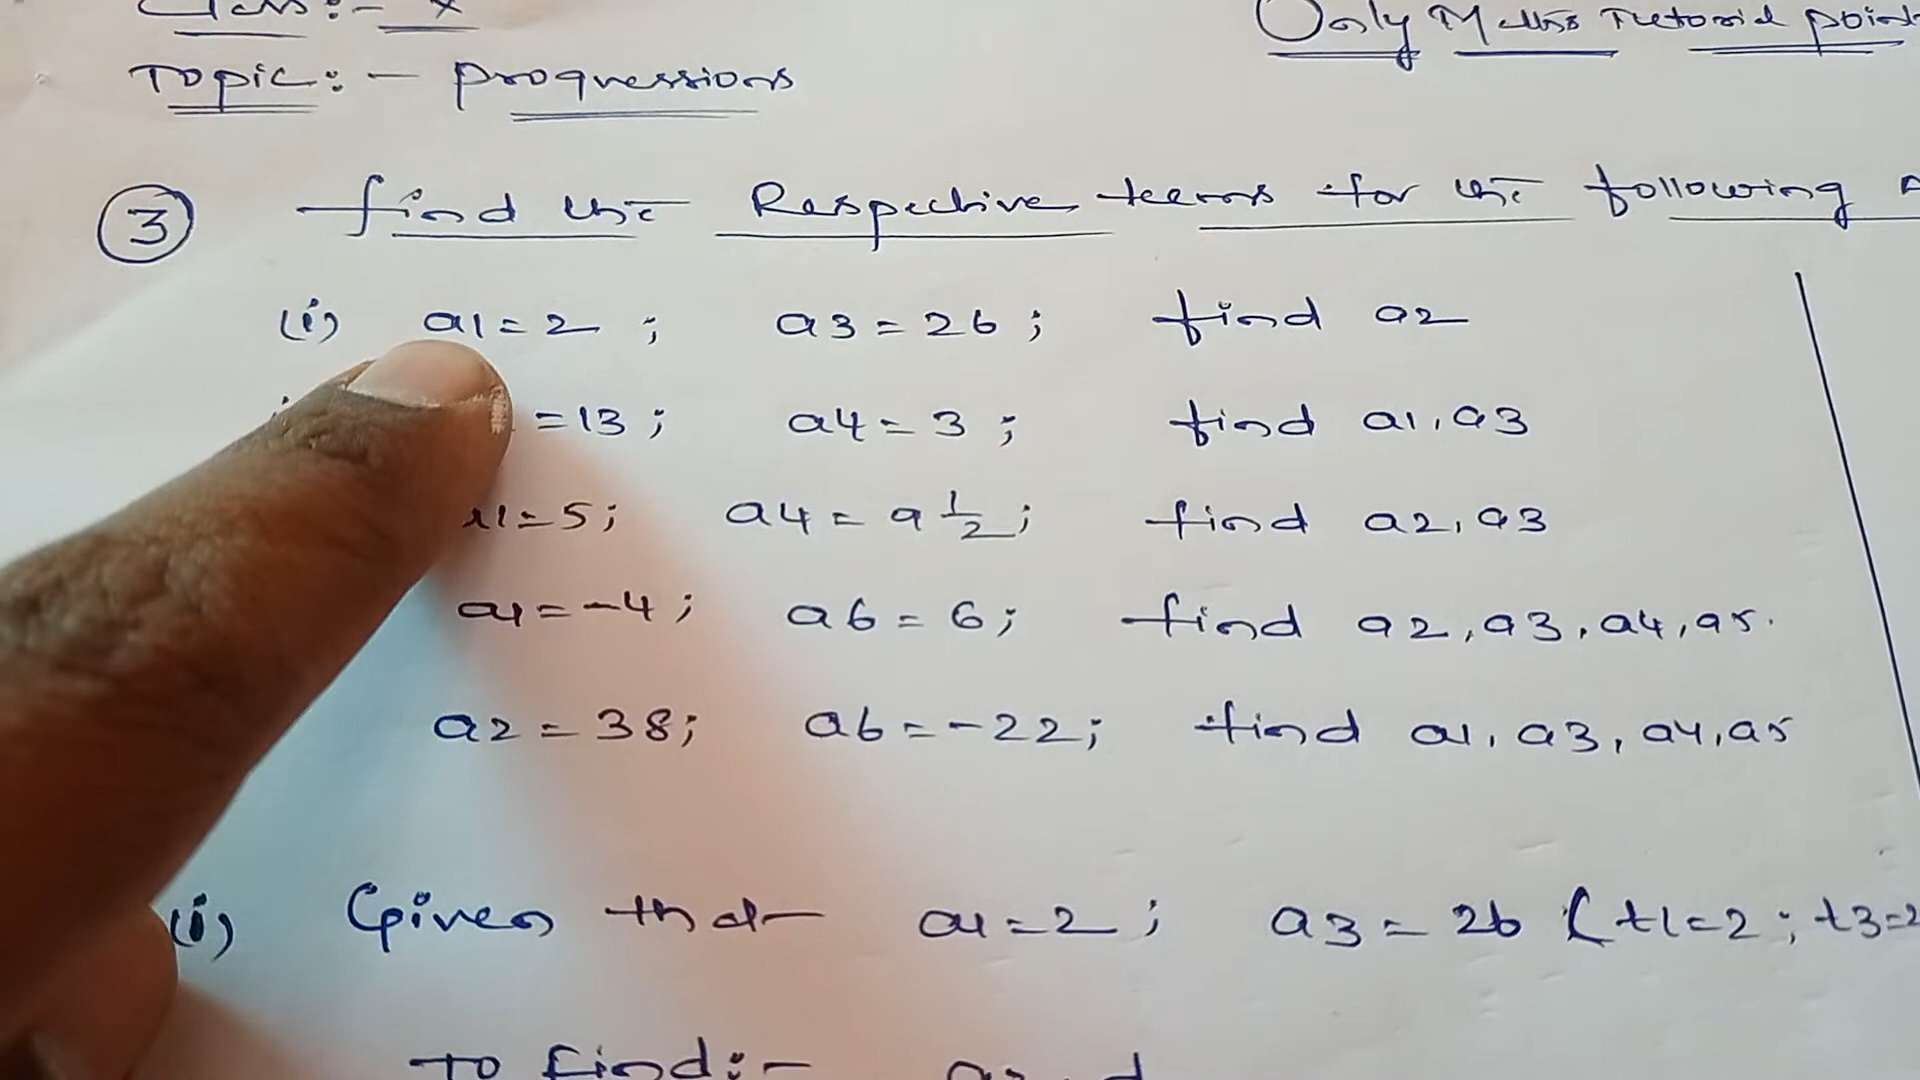 Class:- X
Only Maths Tutorial point
Topic:- progressions
③ find the Respective terms for the following
(i) a1=2 ; a3=26 ; find a2
=13 ; a4=3 ; find a1,a3
=5; a4=9 1/2; find a2,a3
a1=-4; a6=6; find a2,a3,a4,a5.
a2=38; a6=-22; find a1,a3,a4,a5
(i) Given that a1=2; a3=26 (t1=2; t3=2
To find:-